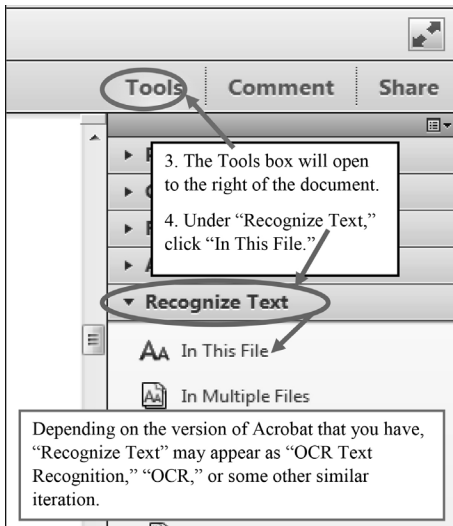 Tools Comment Share
3. The Tools box will open
to the right of the document.
4. Under “Recognize Text,”
click “In This File.”
Recognize Text
In This File
In Multiple Files
Depending on the version of Acrobat that you have,
“Recognize Text” may appear as “OCR Text
Recognition,” “OCR,” or some other similar
iteration.